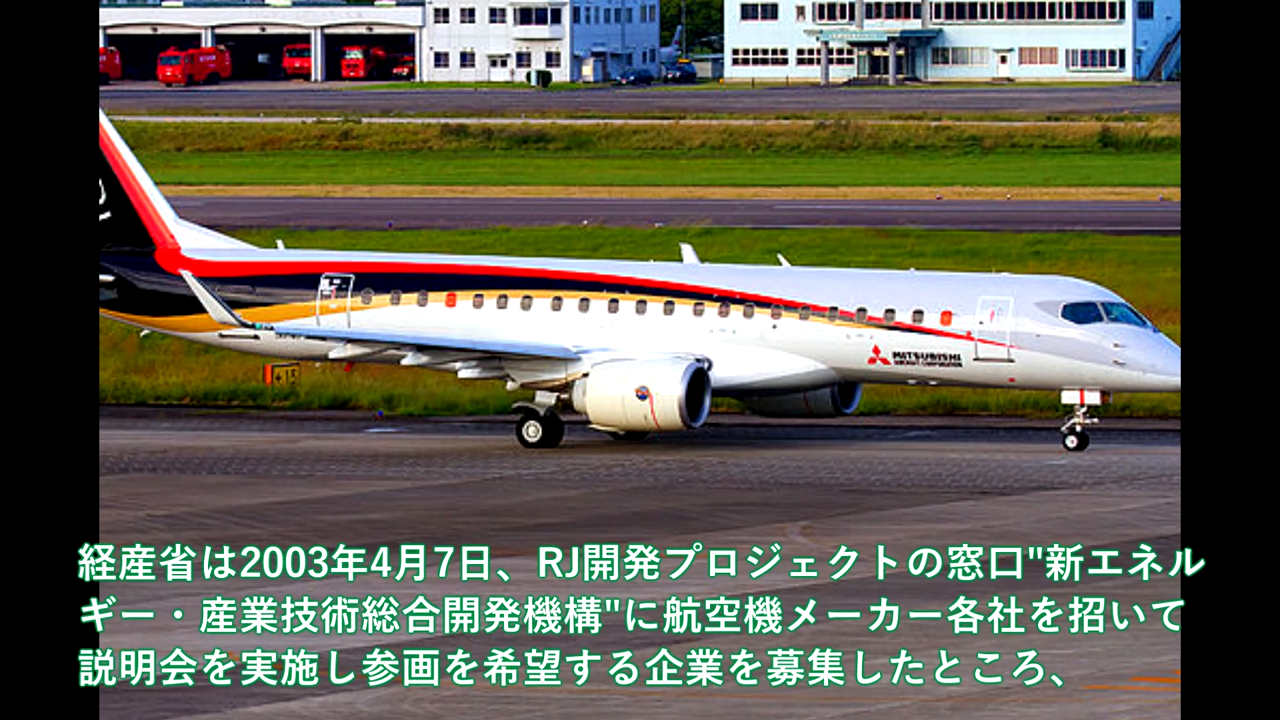 MITSUBISHI
AIRCRAFT CORPORATION
経産省は2003年4月7日、RJ開発プロジェクトの窓口"新エネル
ギー・産業技術総合開発機構"に航空機メーカー各社を招いて
説明会を実施し参画を希望する企業を募集したところ、